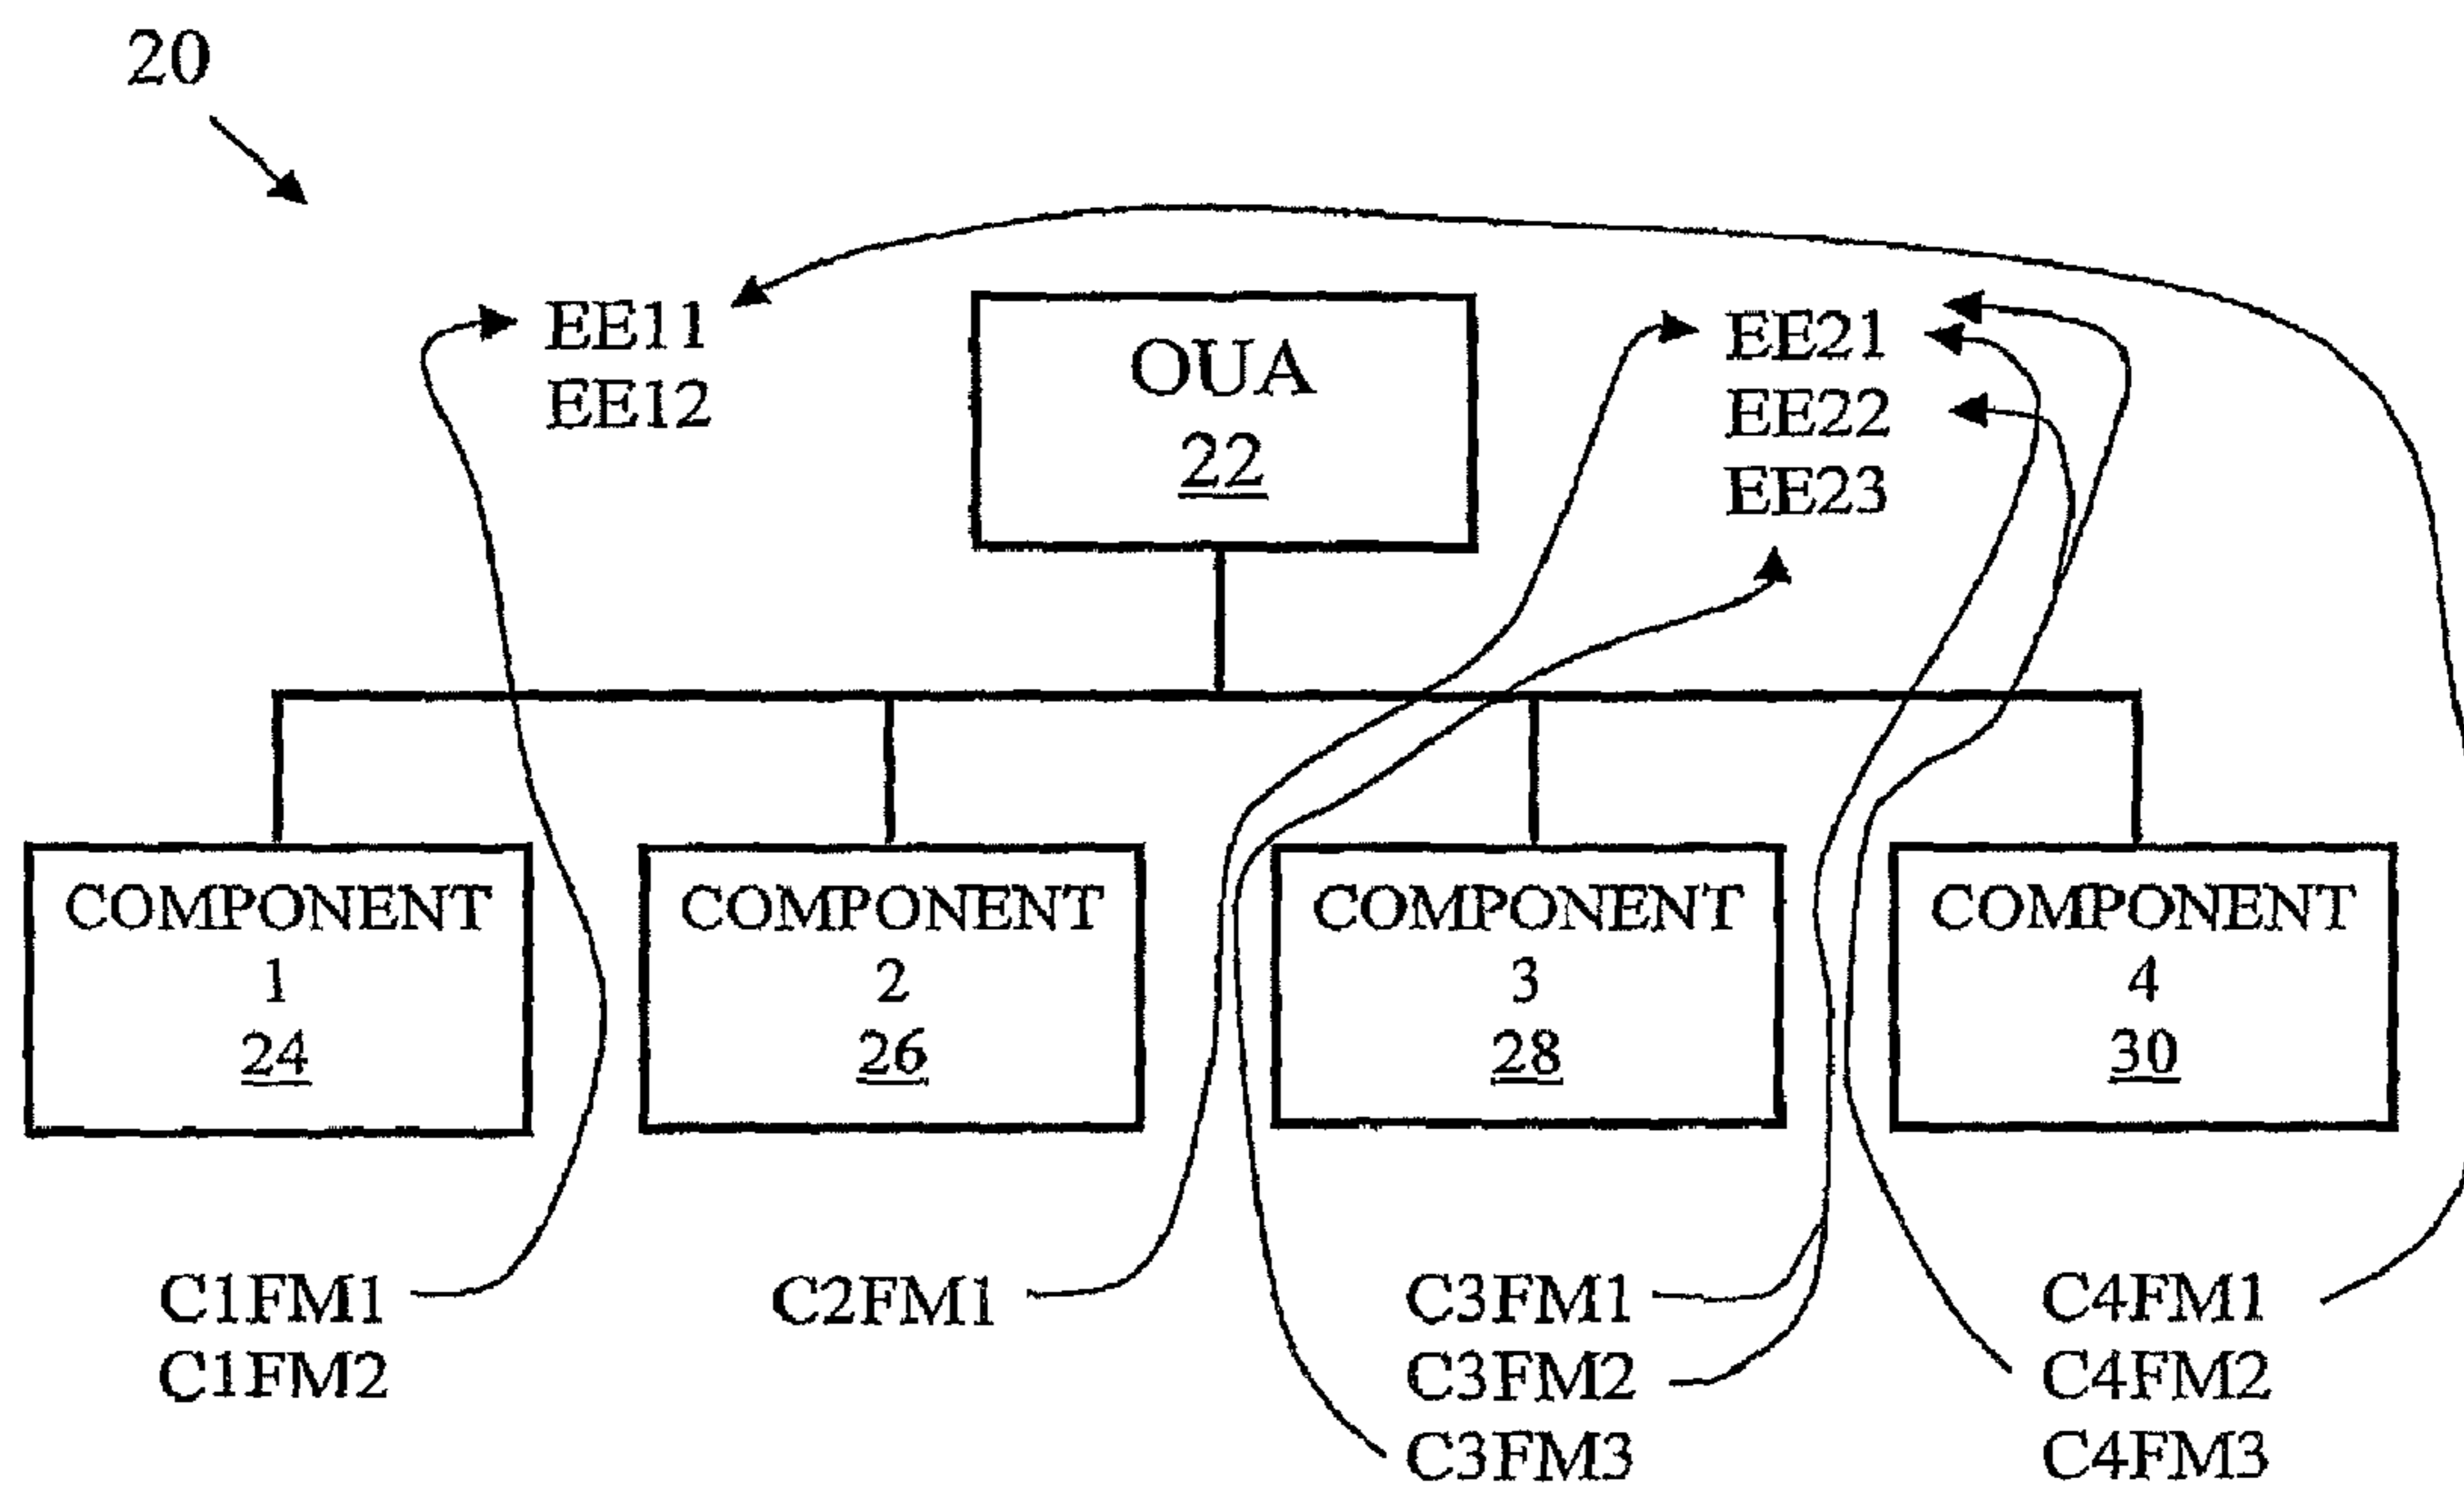 20
EE11
EE12
OUA
22
EE21
EE22
EE23
COMPONENT
1
24
COMPONENT
2
26
COMPONENT
3
28
COMPONENT
4
30
C1FM1
C1FM2
C2FM1
C3FM1
C3FM2
C3FM3
C4FM1
C4FM2
C4FM3